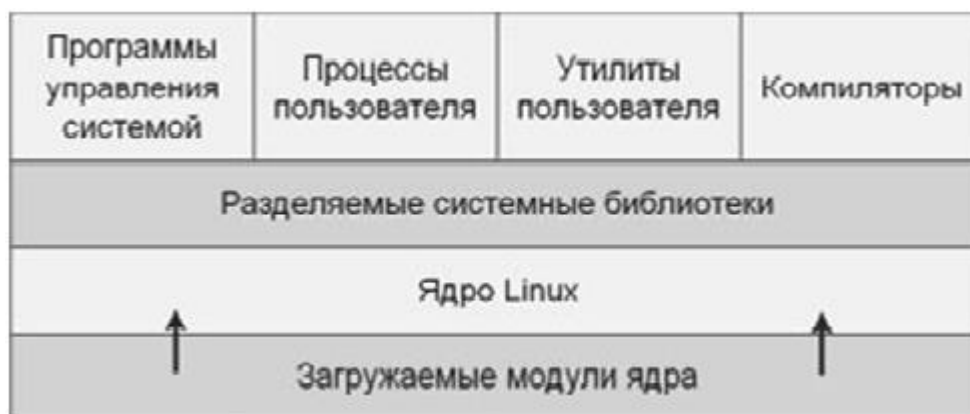 Программы
управления
системой
Процессы
пользователя
Утилиты
пользователя
Компиляторы
Разделяемые системные библиотеки
Ядро Linux
Загружаемые модули ядра